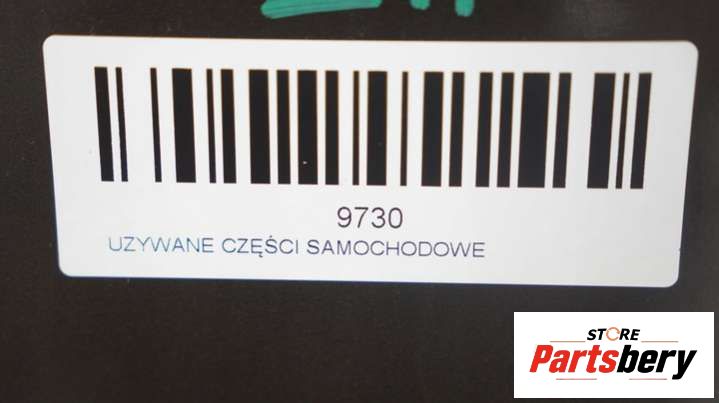 9730
UZYWANE CZĘŚCI SAMOCHODOWE
STORE
Partsbery